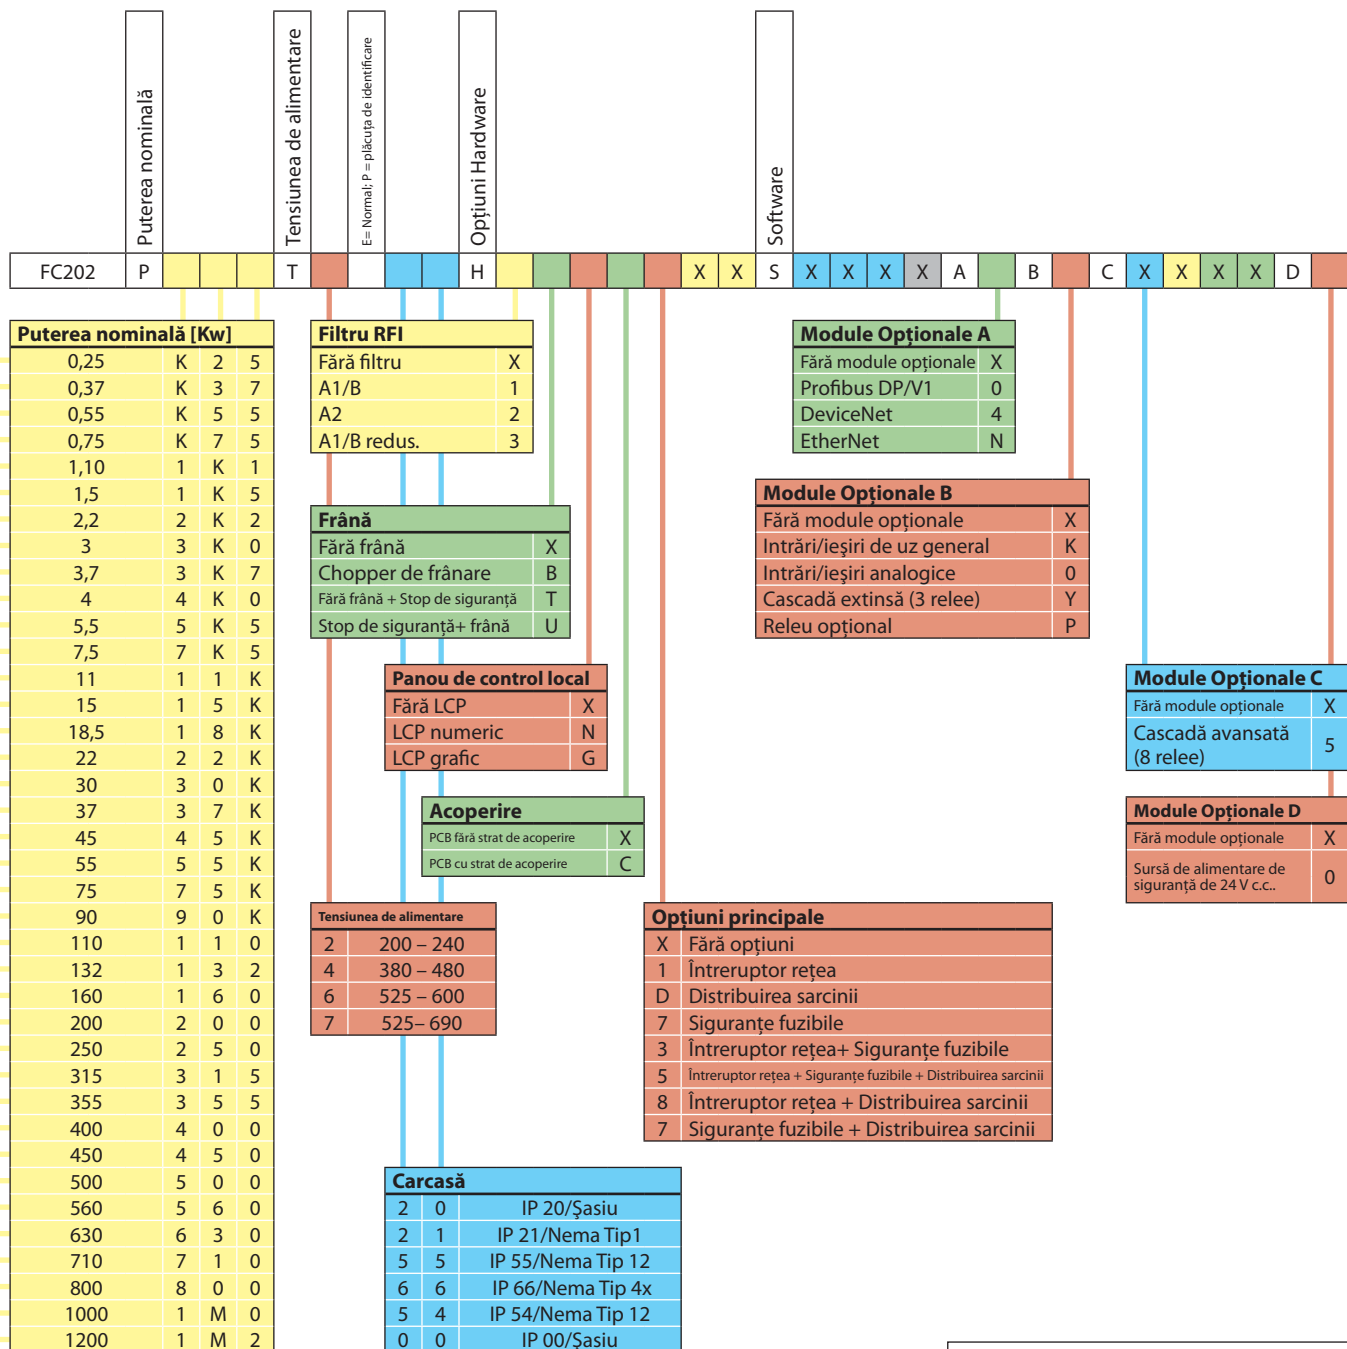 Puterea nominală
Tensiunea de alimentare
E= Normal; P = plăcuța de identificare
Opțiuni Hardware
Software
FC202 P T H X X S X X X X A B C X X X X D
Puterea nominală [Kw]
0,25 K 2 5
0,37 K 3 7
0,55 K 5 5
0,75 K 7 5
1,10 1 K 1
1,5 1 K 5
2,2 2 K 2
3 3 K 0
3,7 3 K 7
4 4 K 0
5,5 5 K 5
7,5 7 K 5
11 1 1 K
15 1 5 K
18,5 1 8 K
22 2 2 K
30 3 0 K
37 3 7 K
45 4 5 K
55 5 5 K
75 7 5 K
90 9 0 K
110 1 1 0
132 1 3 2
160 1 6 0
200 2 0 0
250 2 5 0
315 3 1 5
355 3 5 5
400 4 0 0
450 4 5 0
500 5 0 0
560 5 6 0
630 6 3 0
710 7 1 0
800 8 0 0
1000 1 M 0
1200 1 M 2
Filtru RFI
Fără filtru X
A1/B 1
A2 2
A1/B redus. 3
Frână
Fără frână X
Chopper de frânare B
Fără frână + Stop de siguranță T
Stop de siguranță+ frână U
Panou de control local
Fără LCP X
LCP numeric N
LCP grafic G
Acoperire
PCB fără strat de acoperire X
PCB cu strat de acoperire C
Tensiunea de alimentare
2 200 – 240
4 380 – 480
6 525 – 600
7 525– 690
Carcasă
2 0 IP 20/Șasiu
2 1 IP 21/Nema Tip1
5 5 IP 55/Nema Tip 12
6 6 IP 66/Nema Tip 4x
5 4 IP 54/Nema Tip 12
0 0 IP 00/Șasiu
Module Opționale A
Fără module opționale X
Profibus DP/V1 0
DeviceNet 4
EtherNet N
Module Opționale B
Fără module opționale X
Intrări/ieșiri de uz general K
Intrări/ieșiri analogice 0
Cascadă extinsă (3 relee) Y
Releu opțional P
Opțiuni principale
X Fără opțiuni
1 Întreruptor rețea
D Distribuirea sarcinii
7 Siguranțe fuzibile
3 Întreruptor rețea+ Siguranțe fuzibile
5 Întreruptor rețea + Siguranțe fuzibile + Distribuirea sarcinii
8 Întreruptor rețea + Distribuirea sarcinii
7 Siguranțe fuzibile + Distribuirea sarcinii
Module Opționale C
Fără module opționale X
Cascadă avansată
(8 relee) 5
Module Opționale D
Fără module opționale X
Sursă de alimentare de
siguranță de 24 V c.c.. 0